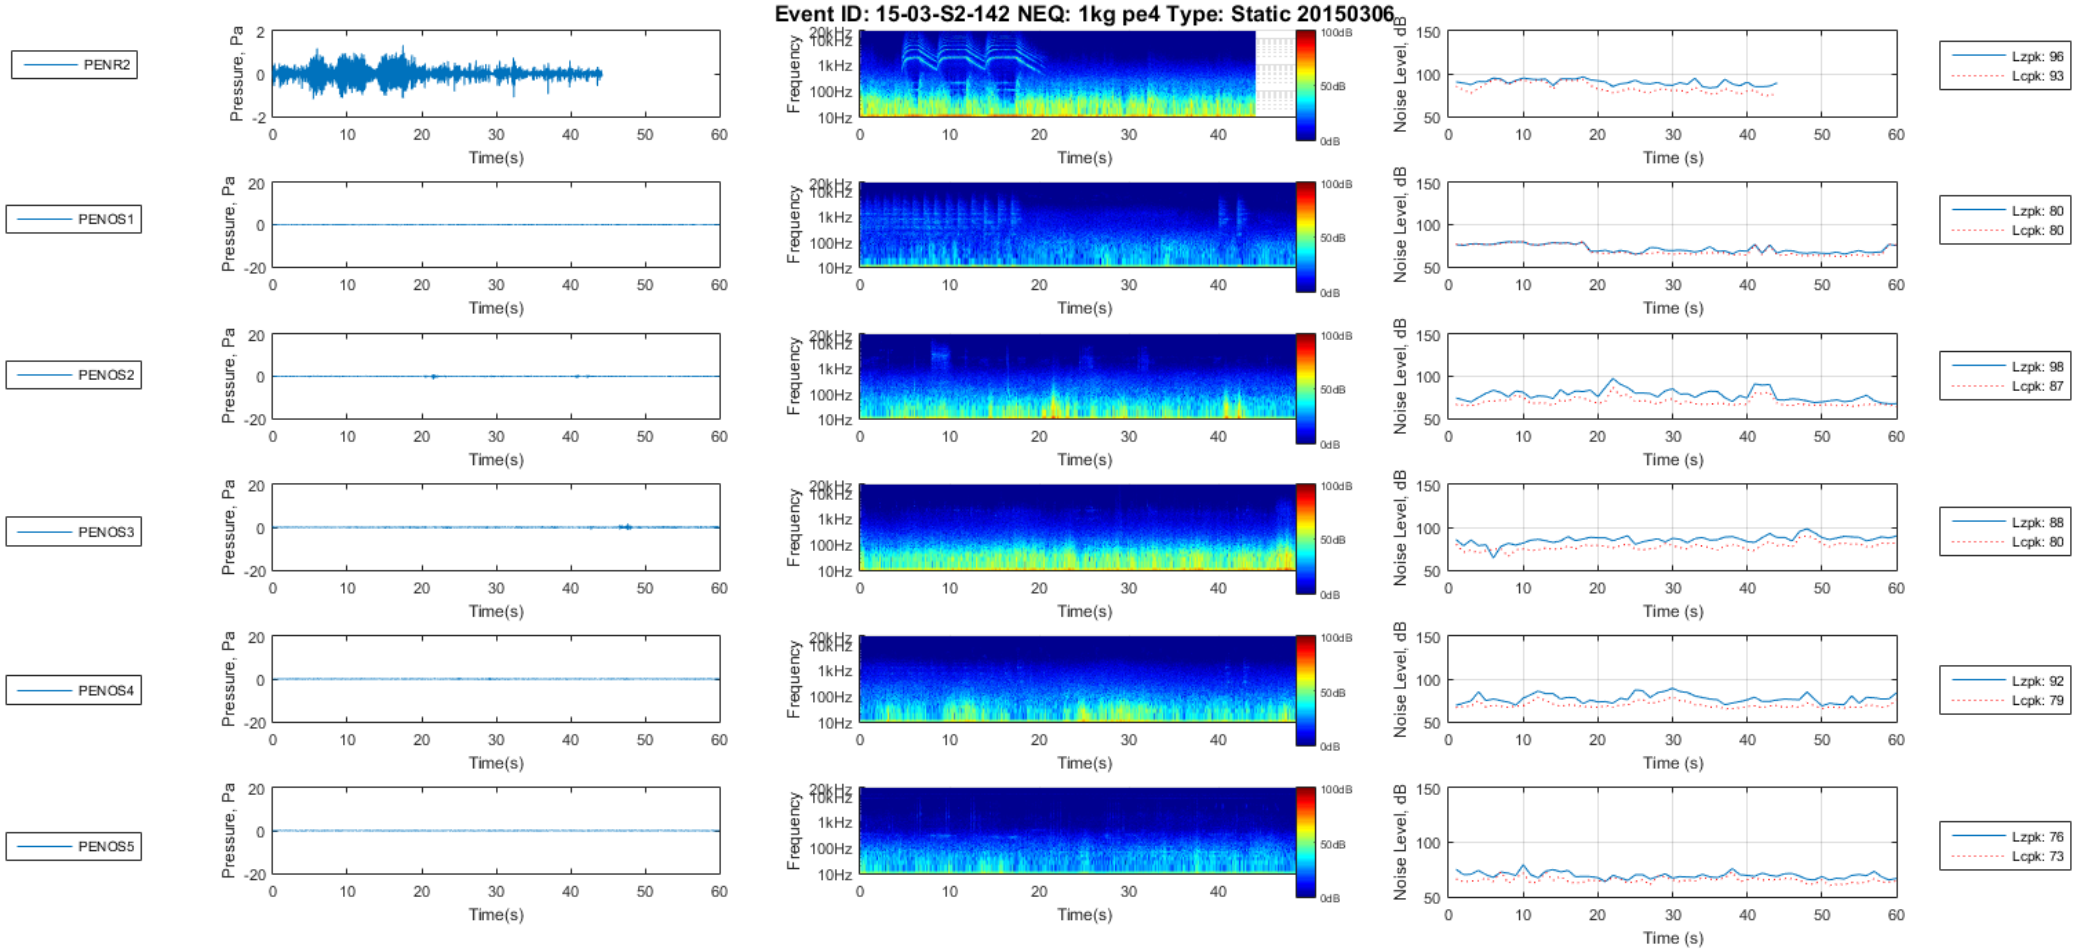 Event ID: 15-03-S2-142 NEQ: 1kg pe4 Type: Static 20150306
PENR2
Pressure, Pa
2
0
-2
0 10 20 30 40 50 60
Time(s)
Frequency
20kHz
10kHz
1kHz
100Hz
10Hz
0 10 20 30 40
Time(s)
100dB
50dB
0dB
Noise Level, dB
150
100
50
0 10 20 30 40 50 60
Time (s)
Lzpk: 96
Lcpk: 93
PENOS1
Pressure, Pa
20
0
-20
0 10 20 30 40 50 60
Time(s)
Frequency
20kHz
10kHz
1kHz
100Hz
10Hz
0 10 20 30 40
Time(s)
100dB
50dB
0dB
Noise Level, dB
150
100
50
0 10 20 30 40 50 60
Time (s)
Lzpk: 80
Lcpk: 80
PENOS2
Pressure, Pa
20
0
-20
0 10 20 30 40 50 60
Time(s)
Frequency
20kHz
10kHz
1kHz
100Hz
10Hz
0 10 20 30 40
Time(s)
100dB
50dB
0dB
Noise Level, dB
150
100
50
0 10 20 30 40 50 60
Time (s)
Lzpk: 98
Lcpk: 87
PENOS3
Pressure, Pa
20
0
-20
0 10 20 30 40 50 60
Time(s)
Frequency
20kHz
10kHz
1kHz
100Hz
10Hz
0 10 20 30 40
Time(s)
100dB
50dB
0dB
Noise Level, dB
150
100
50
0 10 20 30 40 50 60
Time (s)
Lzpk: 88
Lcpk: 80
PENOS4
Pressure, Pa
20
0
-20
0 10 20 30 40 50 60
Time(s)
Frequency
20kHz
10kHz
1kHz
100Hz
10Hz
0 10 20 30 40
Time(s)
100dB
50dB
0dB
Noise Level, dB
150
100
50
0 10 20 30 40 50 60
Time (s)
Lzpk: 92
Lcpk: 79
PENOS5
Pressure, Pa
20
0
-20
0 10 20 30 40 50 60
Time(s)
Frequency
20kHz
10kHz
1kHz
100Hz
10Hz
0 10 20 30 40
Time(s)
100dB
50dB
0dB
Noise Level, dB
150
100
50
0 10 20 30 40 50 60
Time (s)
Lzpk: 76
Lcpk: 73